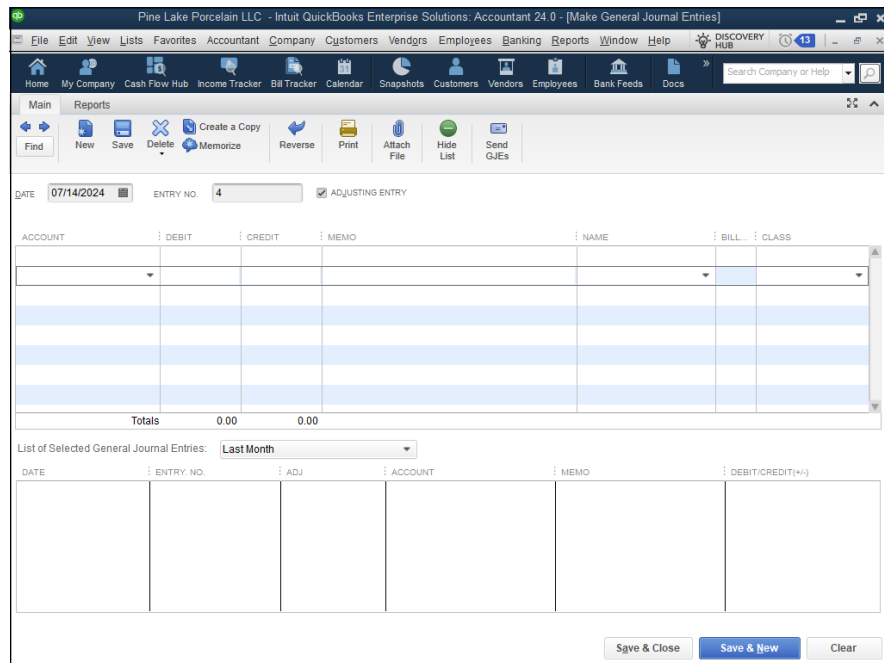 qb Pine Lake Porcelain LLC - Intuit QuickBooks Enterprise Solutions: Accountant 24.0 - [Make General Journal Entries]
File Edit View Lists Favorites Accountant Company Customers Vendors Employees Banking Reports Window Help DISCOVERY HUB 13
31
Home My Company Cash Flow Hub Income Tracker Bill Tracker Calendar Snapshots Customers Vendors Employees Bank Feeds Docs » Search Company or Help
Main Reports
Find New Save Delete Create a Copy Memorize Reverse Print Attach File Hide List Send GJEs
DATE 07/14/2024 ENTRY NO. 4 ADJUSTING ENTRY
ACCOUNT DEBIT CREDIT MEMO NAME BILL... CLASS
Totals 0.00 0.00
List of Selected General Journal Entries: Last Month
DATE ENTRY. NO. ADJ ACCOUNT MEMO DEBIT/CREDIT(+/-)
Save & Close Save & New Clear